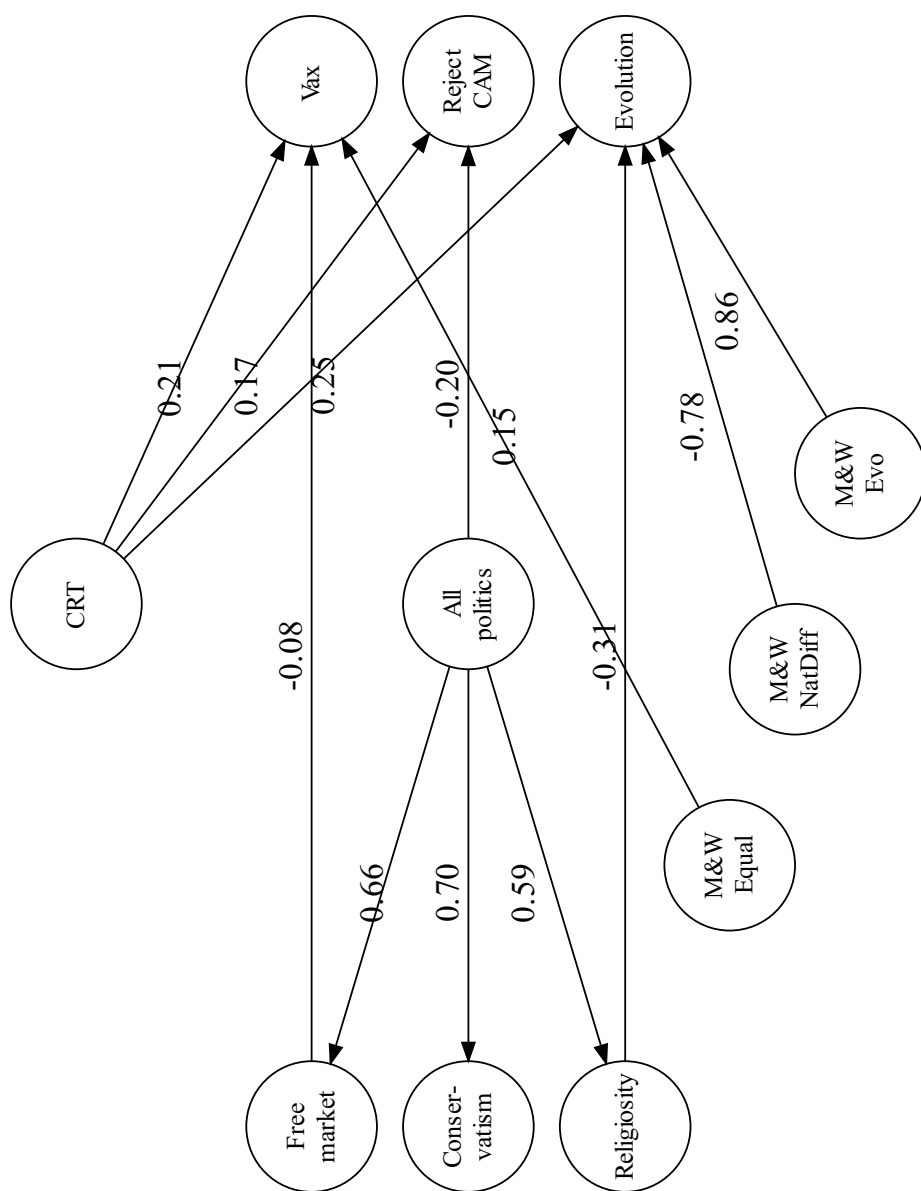 Vax
Reject
CAM
Evolution
0.21
0.17
0.25
-0.20
0.15
-0.78
0.86
CRT
All
politics
M&W
Evo
-0.08
-0.31
M&W
NatDiff
0.66
0.70
0.59
M&W
Equal
Free
market
Conser-
vatism
Religiosity